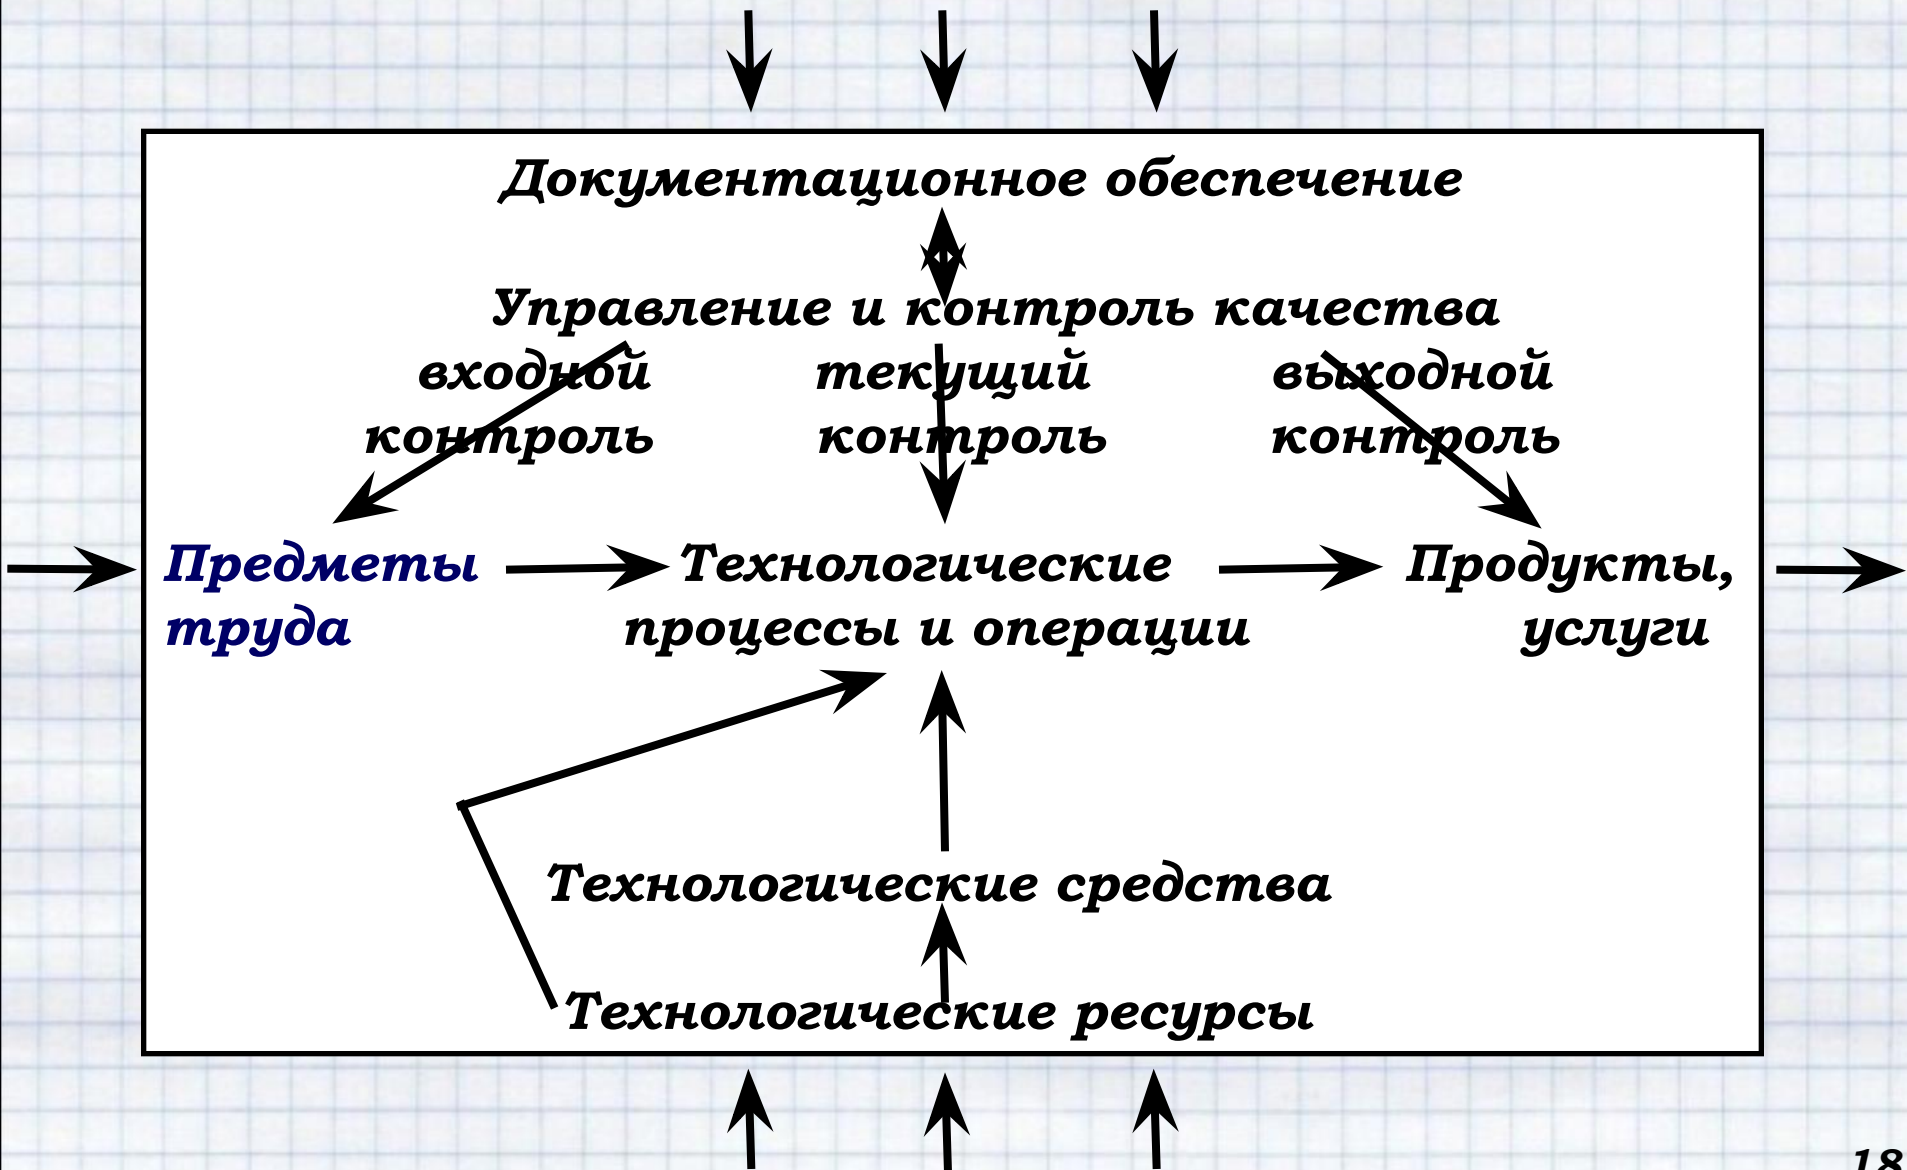 Документационное обеспечение
Управление и контроль качества
входной текущий выходной
контроль контроль контроль
Предметы Технологические Продукты,
труда процессы и операции услуги
Технологические средства
Технологические ресурсы
18